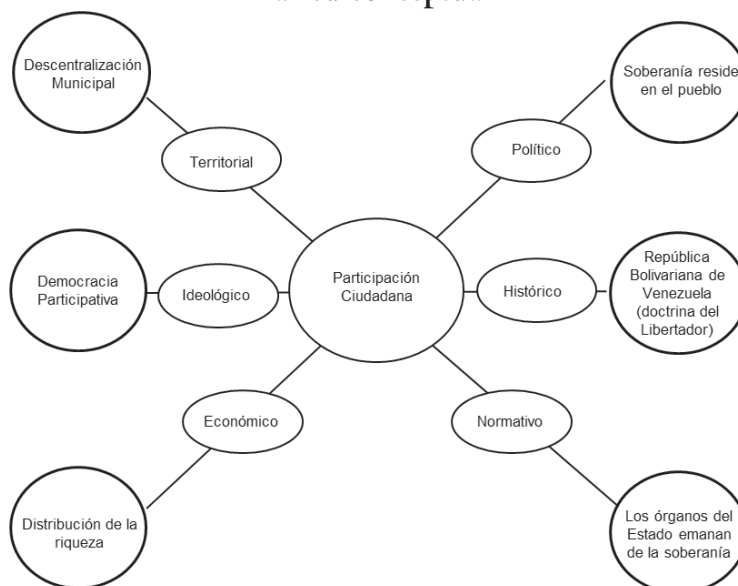 Descentralización
Municipal
Soberanía reside
en el pueblo
Territorial
Político
Democracia
Participativa
Ideológico
Participación
Ciudadana
Histórico
República
Bolivariana de
Venezuela
(doctrina del
Libertador)
Económico
Normativo
Distribución de la
riqueza
Los órganos del
Estado emanan
de la soberanía